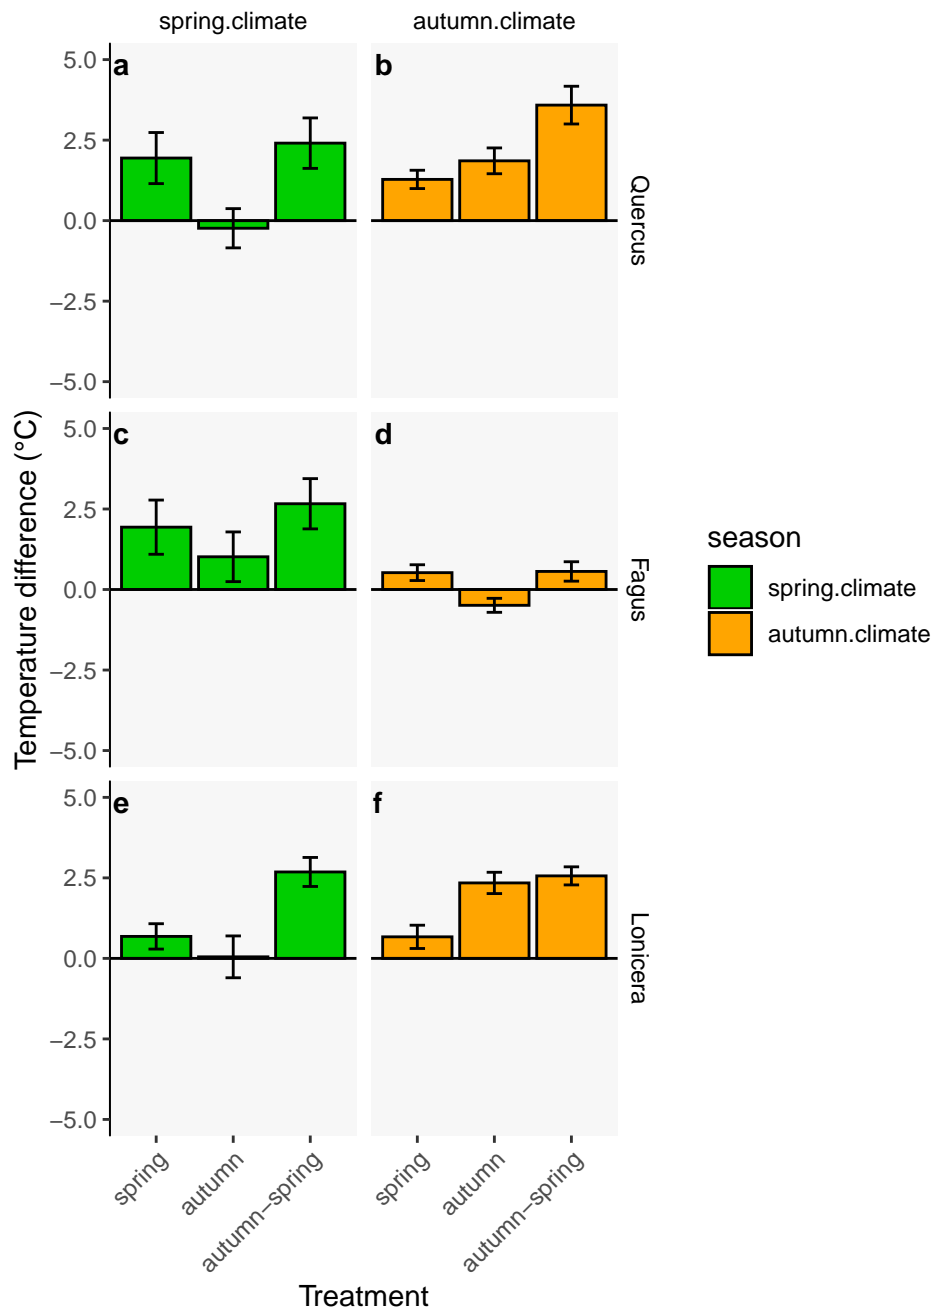 spring.climate autumn.climate
a b
5.0
2.5
0.0
−2.5
−5.0
Quercus
c d
5.0
2.5
0.0
−2.5
−5.0
Fagus
e f
5.0
2.5
0.0
−2.5
−5.0
Lonicera
Temperature difference (°C)
spring autumn autumn−spring spring autumn autumn−spring
Treatment
season
spring.climate
autumn.climate